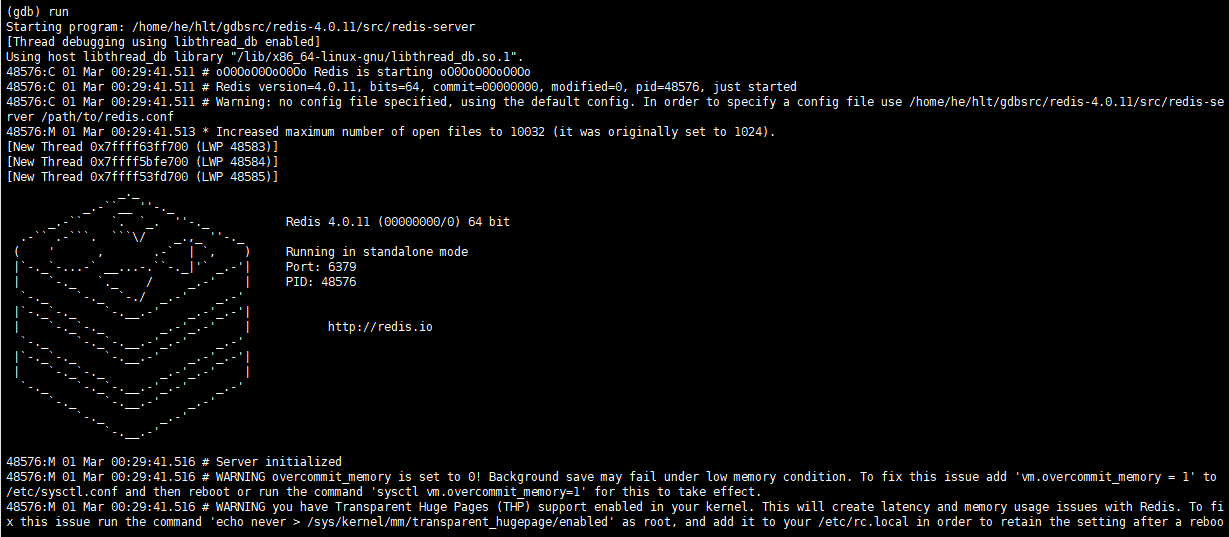 (gdb) run
Starting program: /home/he/hlt/gdbsrc/redis-4.0.11/src/redis-server
[Thread debugging using libthread_db enabled]
Using host libthread_db library "/lib/x86_64-linux-gnu/libthread_db.so.1".
48576:C 01 Mar 00:29:41.511 # oO0OoO0OoO0Oo Redis is starting oO0OoO0OoO0Oo
48576:C 01 Mar 00:29:41.511 # Redis version=4.0.11, bits=64, commit=00000000, modified=0, pid=48576, just started
48576:C 01 Mar 00:29:41.511 # Warning: no config file specified, using the default config. In order to specify a config file use /home/he/hlt/gdbsrc/redis-4.0.11/src/redis-se
rver /path/to/redis.conf
48576:M 01 Mar 00:29:41.513 * Increased maximum number of open files to 10032 (it was originally set to 1024).
[New Thread 0x7ffff63ff700 (LWP 48583)]
[New Thread 0x7ffff5bfe700 (LWP 48584)]
[New Thread 0x7ffff53fd700 (LWP 48585)]
Redis 4.0.11 (00000000/0) 64 bit
Running in standalone mode
Port: 6379
PID: 48576
http://redis.io
48576:M 01 Mar 00:29:41.516 # Server initialized
48576:M 01 Mar 00:29:41.516 # WARNING overcommit_memory is set to 0! Background save may fail under low memory condition. To fix this issue add 'vm.overcommit_memory = 1' to
/etc/sysctl.conf and then reboot or run the command 'sysctl vm.overcommit_memory=1' for this to take effect.
48576:M 01 Mar 00:29:41.516 # WARNING you have Transparent Huge Pages (THP) support enabled in your kernel. This will create latency and memory usage issues with Redis. To fi
x this issue run the command 'echo never > /sys/kernel/mm/transparent_hugepage/enabled' as root, and add it to your /etc/rc.local in order to retain the setting after a reboo